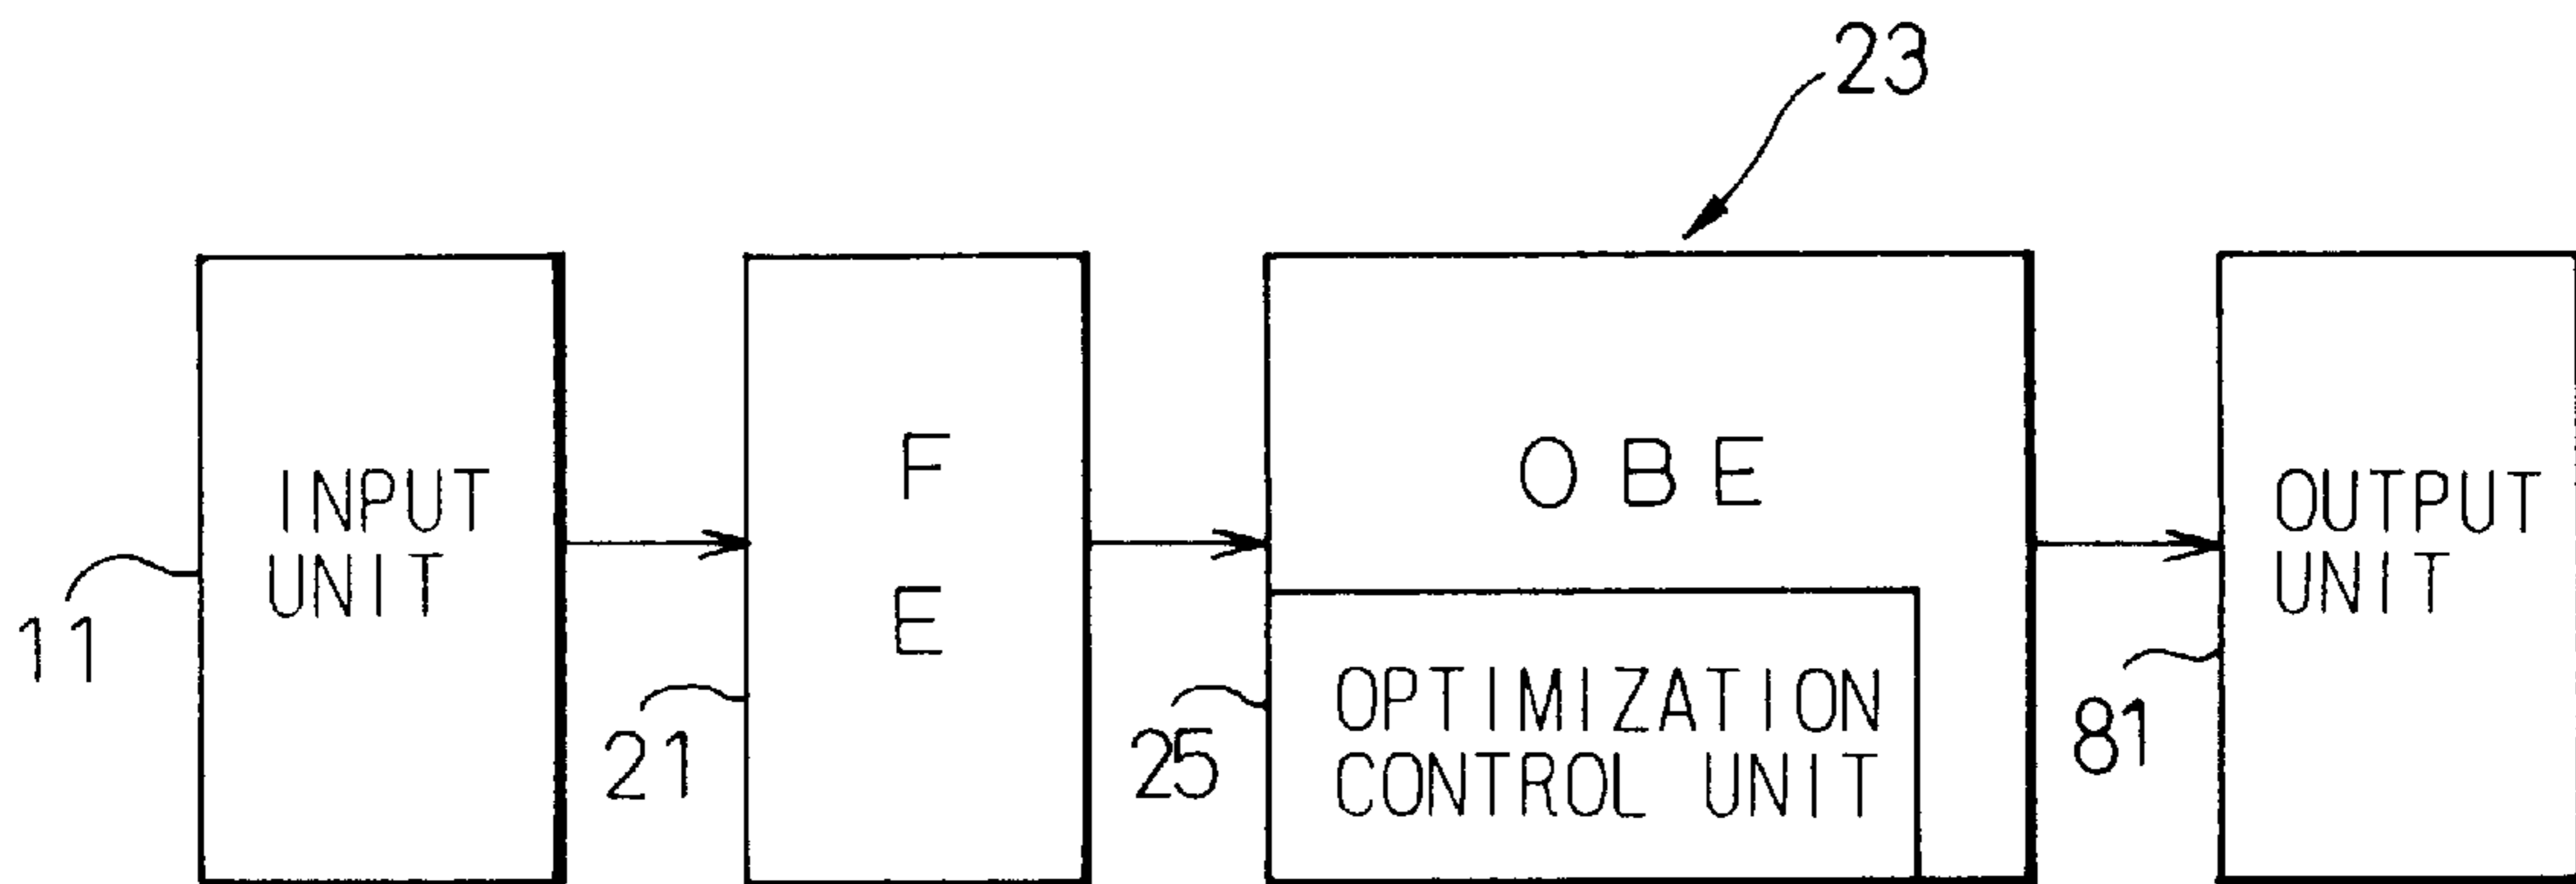 23
INPUT
UNIT
11
F
E
21
OBE
OPTIMIZATION
CONTROL UNIT
25
OUTPUT
UNIT
81